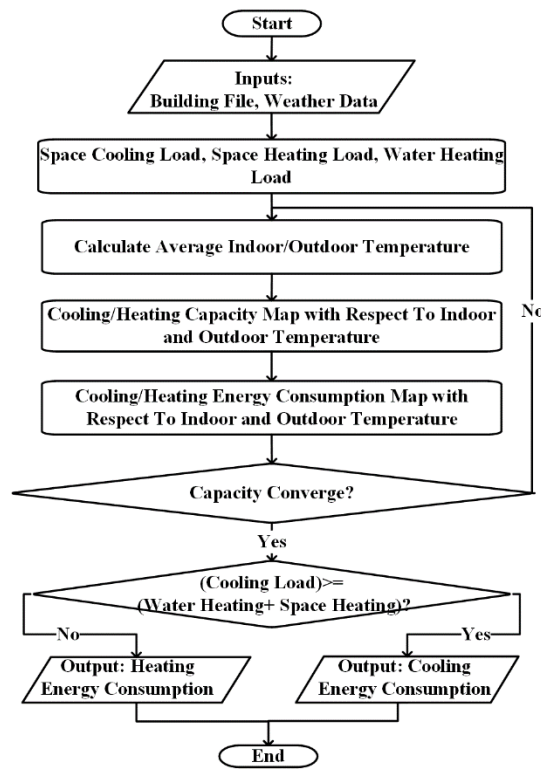 Start
Inputs:
Building File, Weather Data
Space Cooling Load, Space Heating Load, Water Heating
Load
Calculate Average Indoor/Outdoor Temperature
No
Cooling/Heating Capacity Map with Respect To Indoor
and Outdoor Temperature
Cooling/Heating Energy Consumption Map with
Respect To Indoor and Outdoor Temperature
Capacity Converge?
Yes
(Cooling Load)>=
(Water Heating+ Space Heating)?
No
Yes
Output: Heating
Energy Consumption
Output: Cooling
Energy Consumption
End